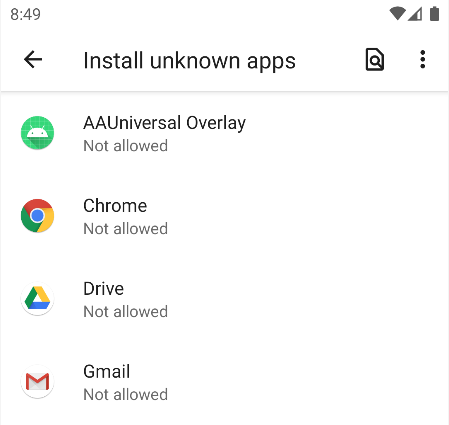 8:49
Install unknown apps
AAUniversal Overlay
Not allowed
Chrome
Not allowed
Drive
Not allowed
Gmail
Not allowed